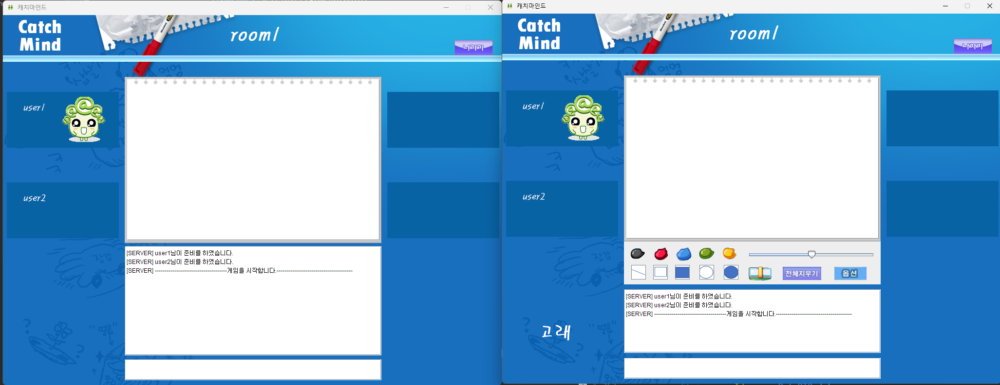 캐치마인드
Catch
Mind
room1
나가기
user1
user2
[SERVER] user1님이 준비를 하였습니다.
[SERVER] user2님이 준비를 하였습니다.
[SERVER] -------------------------------------게임을 시작합니다.---------------------------------------
캐치마인드
Catch
Mind
room1
나가기
user1
user2
전체지우기
옵션
[SERVER] user1님이 준비를 하였습니다.
[SERVER] user2님이 준비를 하였습니다.
[SERVER] -------------------------------------게임을 시작합니다.---------------------------------------
고래